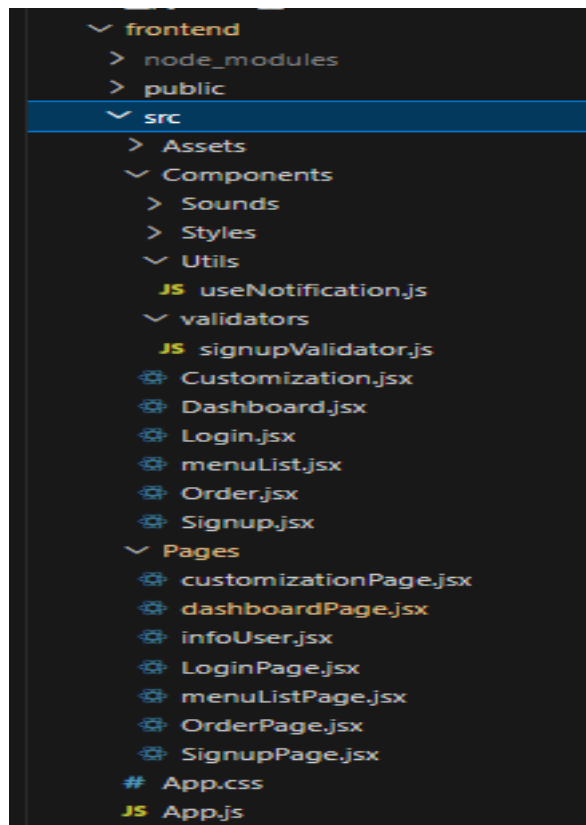 frontend
node_modules
public
src
Assets
Components
Sounds
Styles
Utils
JS useNotification.js
validators
JS signupValidator.js
Customization.jsx
Dashboard.jsx
Login.jsx
menuList.jsx
Order.jsx
Signup.jsx
Pages
customizationPage.jsx
dashboardPage.jsx
infoUser.jsx
LoginPage.jsx
menuListPage.jsx
OrderPage.jsx
SignupPage.jsx
# App.css
JS App.js